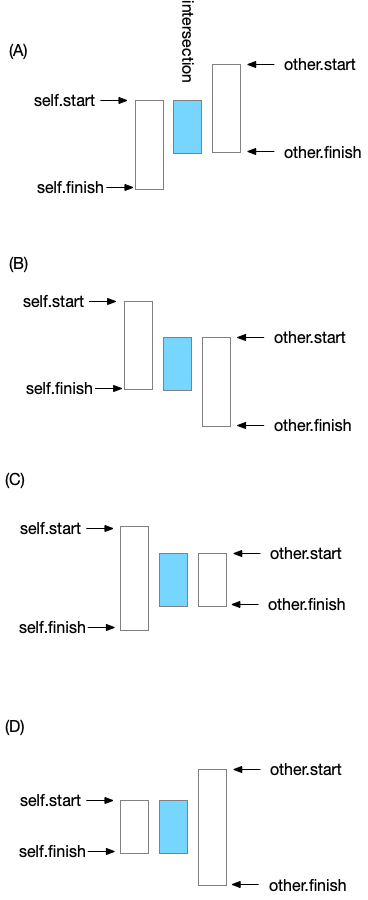 intersection
(A)
other.start
self.start
other.finish
self.finish
(B)
self.start
other.start
self.finish
other.finish
(C)
self.start
other.start
other.finish
self.finish
(D)
other.start
self.start
self.finish
other.finish